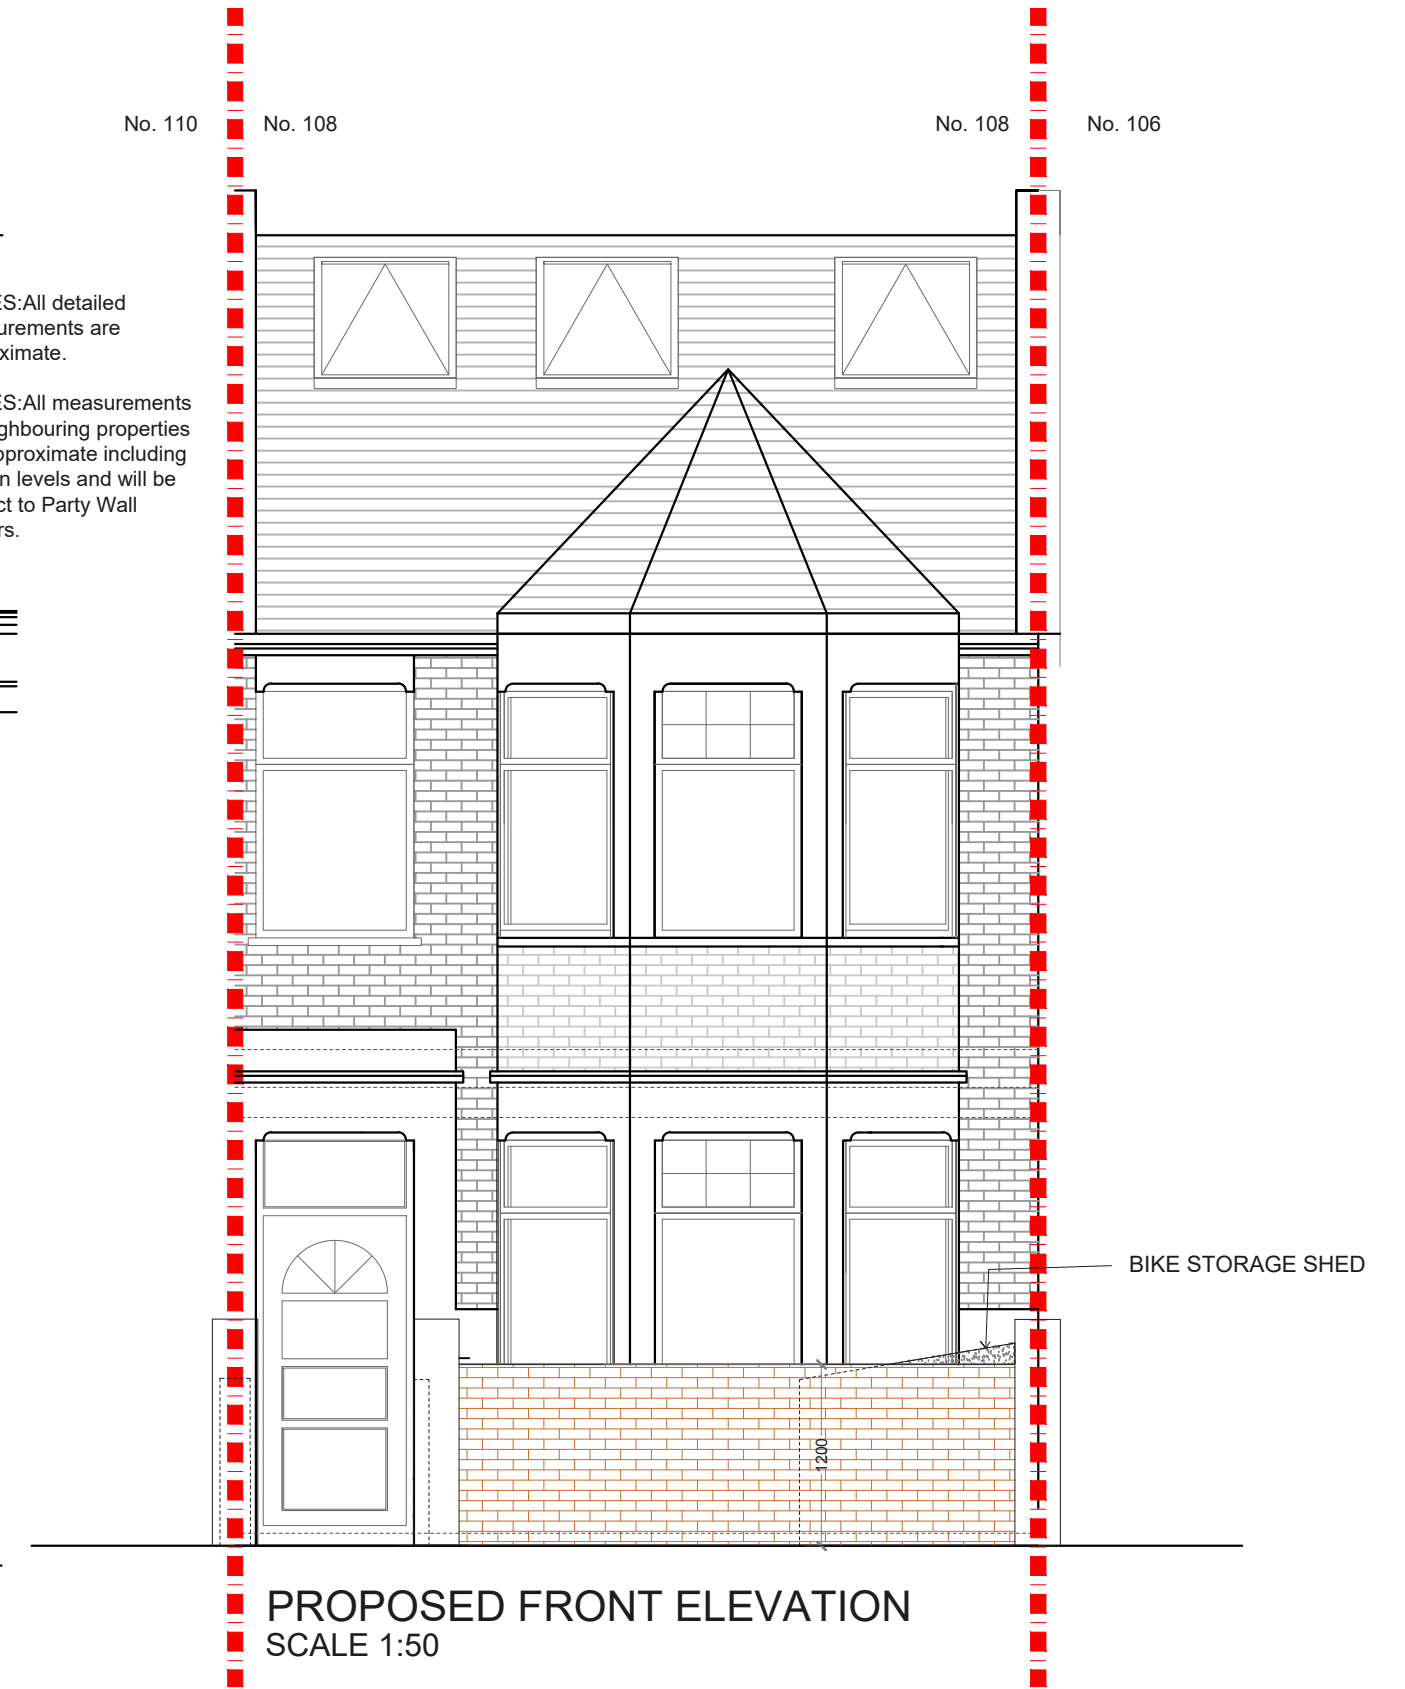 No. 110
No. 108
No. 108
No. 106
ES:All detailed
urements are
ximate.
ES:All measurements
ghbouring properties
pproximate including
n levels and will be
ct to Party Wall
rs.
BIKE STORAGE SHED
1200
PROPOSED FRONT ELEVATION
SCALE 1:50